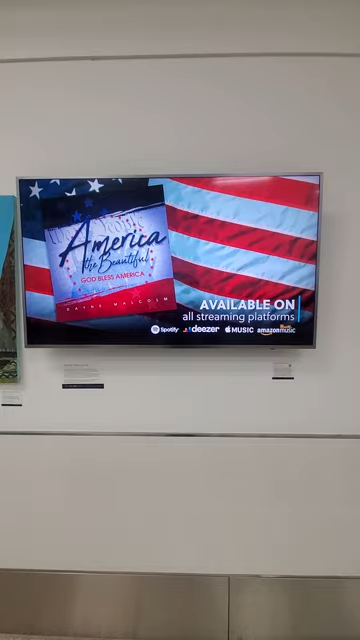 We the People
America
the Beautiful
GOD BLESS AMERICA
DAYNA MALCOLM
AVAILABLE ON
all streaming platforms
Spotify deezer MUSIC amazonmusic